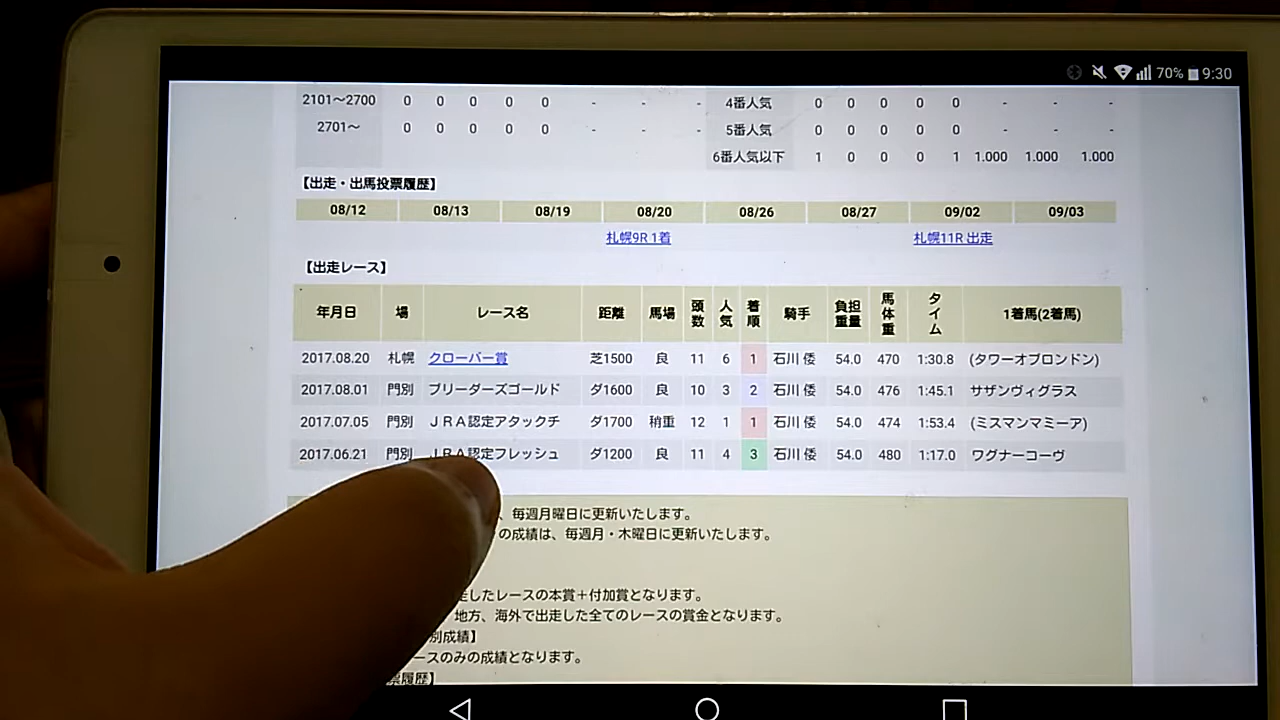 70% 9:30
2101～2700 0 0 0 0 0 - - - 4番人気 0 0 0 0 0 - - -
2701～ 0 0 0 0 0 - - - 5番人気 0 0 0 0 0 - - -
6番人気以下 1 0 0 0 1 1.000 1.000 1.000
【出走・出馬投票履歴】
08/12 08/13 08/19 08/20 08/26 08/27 09/02 09/03
札幌9R 1着 札幌11R 出走
【出走レース】
年月日 場 レース名 距離 馬場 頭数 人気 着順 騎手 負担重量 馬体重 タイム 1着馬(2着馬)
2017.08.20 札幌 クローバー賞 芝1500 良 11 6 1 石川 倭 54.0 470 1:30.8 (タワーオブロンドン)
2017.08.01 門別 ブリーダーズゴールド ダ1600 良 10 3 2 石川 倭 54.0 476 1:45.1 サザンヴィグラス
2017.07.05 門別 ＪＲＡ認定アタックチ ダ1700 稍重 12 1 1 石川 倭 54.0 474 1:53.4 (ミスマンマミーア)
2017.06.21 門別 ＪＲＡ認定フレッシュ ダ1200 良 11 4 3 石川 倭 54.0 480 1:17.0 ワグナーコーヴ
、毎週月曜日に更新いたします。
の成績は、毎週月・木曜日に更新いたします。
走したレースの本賞＋付加賞となります。
地方、海外で出走した全てのレースの賞金となります。
別成績】
ースのみの成績となります。
票履歴】